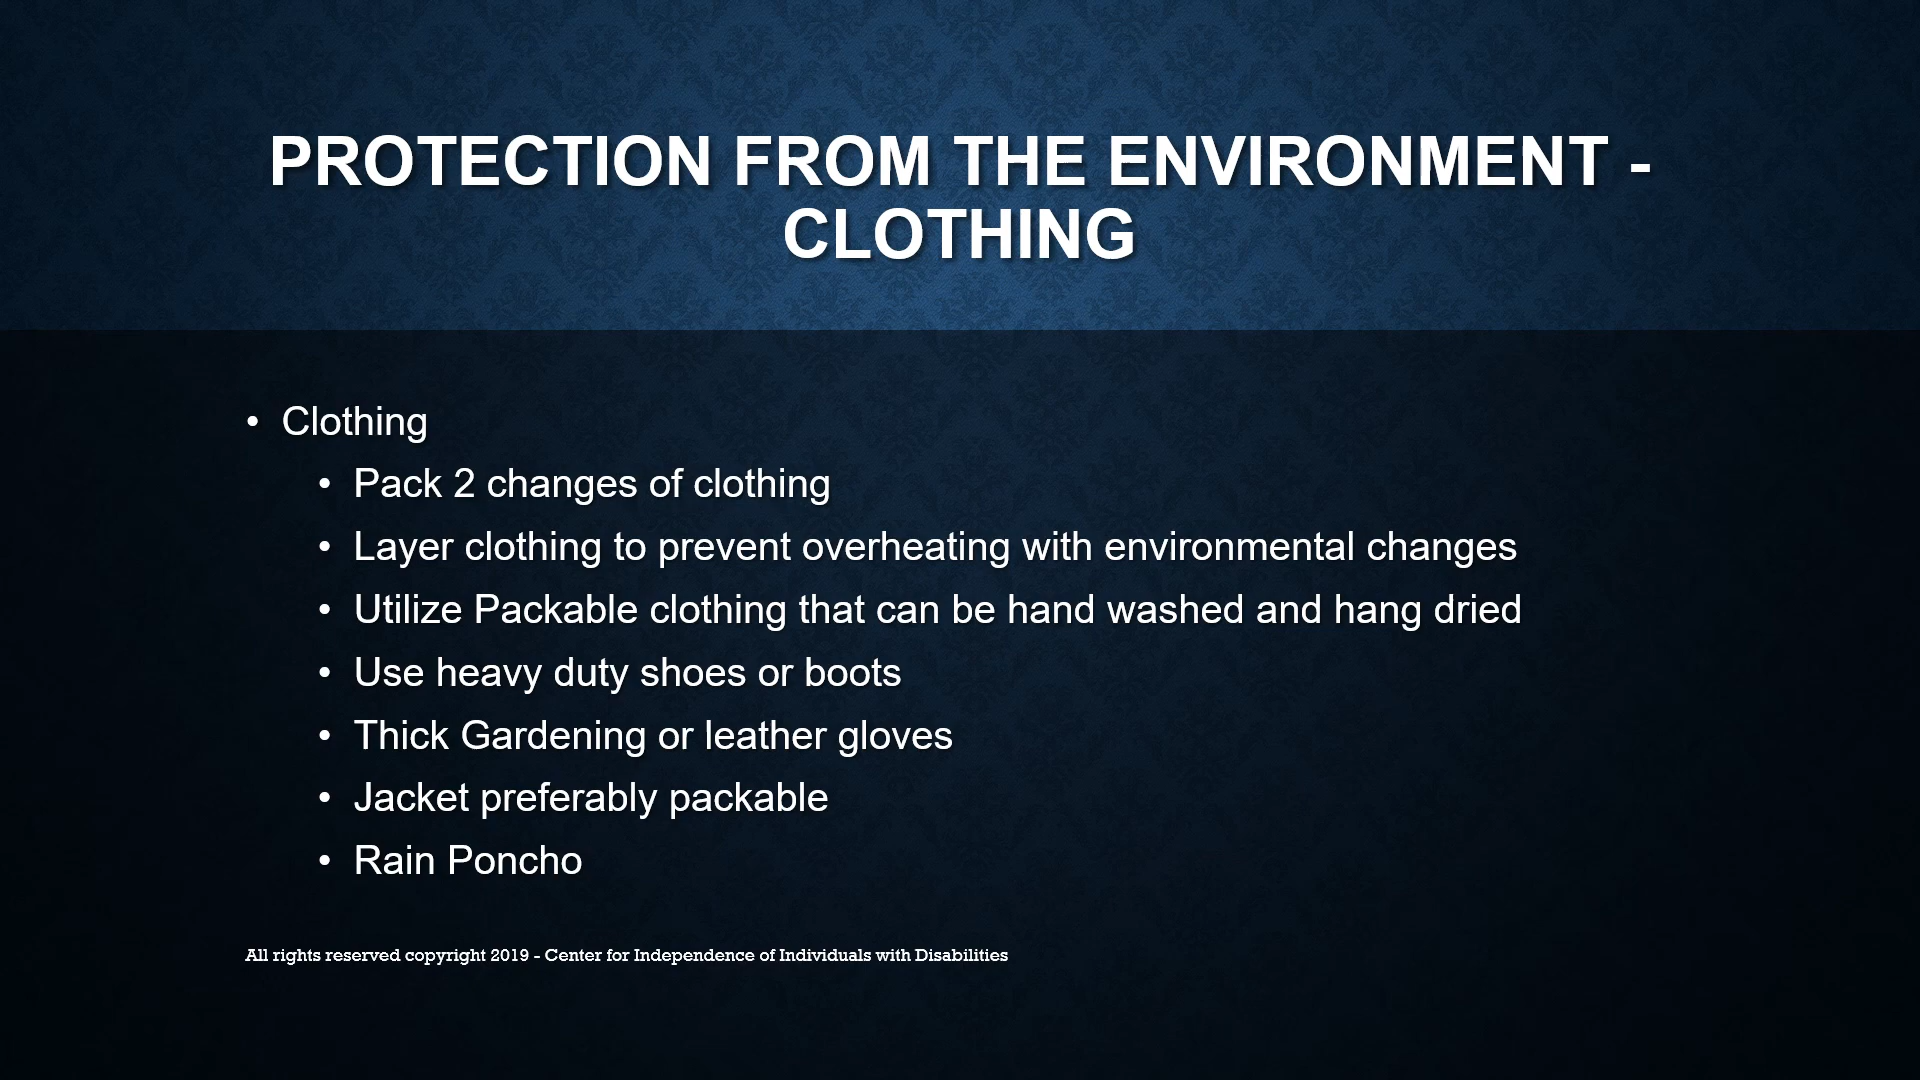 PROTECTION FROM THE ENVIRONMENT -
CLOTHING
• Clothing
• Pack 2 changes of clothing
• Layer clothing to prevent overheating with environmental changes
• Utilize Packable clothing that can be hand washed and hang dried
• Use heavy duty shoes or boots
• Thick Gardening or leather gloves
• Jacket preferably packable
• Rain Poncho
All rights reserved copyright 2019 - Center for Independence of Individuals with Disabilities